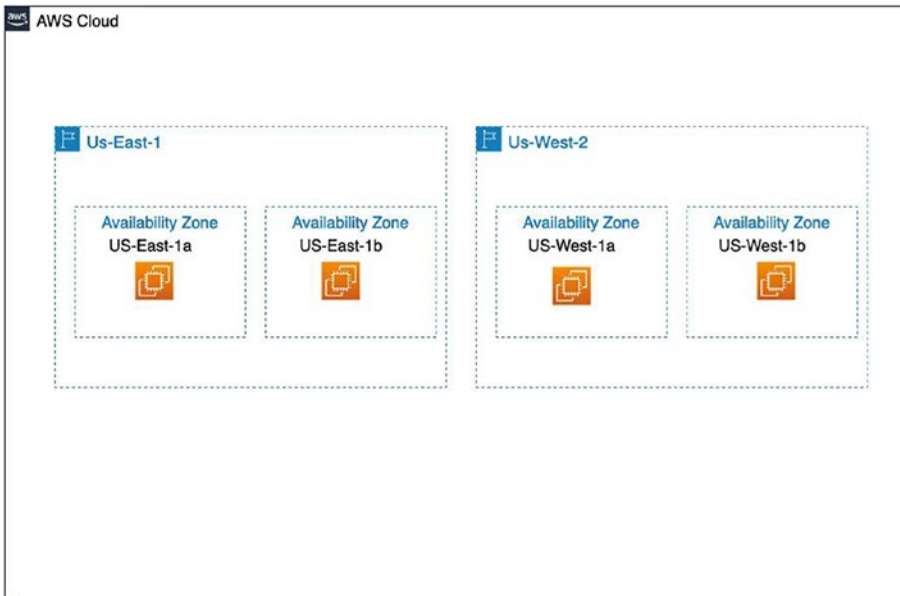 aws AWS Cloud
Us-East-1
Us-West-2
Availability Zone
US-East-1a
Availability Zone
US-East-1b
Availability Zone
US-West-1a
Availability Zone
US-West-1b